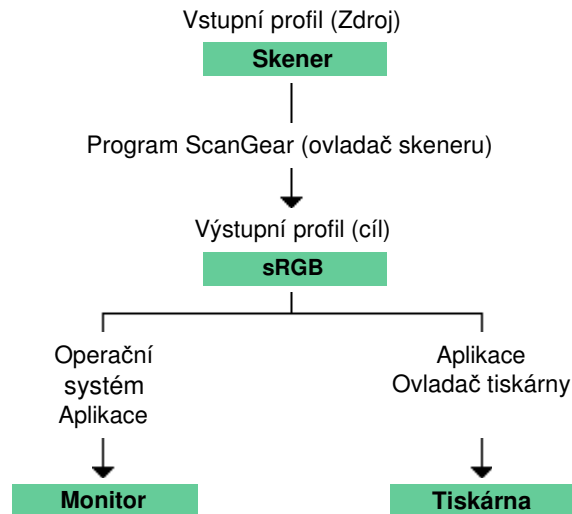 Vstupní profil (Zdroj)
Skener
Program ScanGear (ovladač skeneru)
Výstupní profil (cíl)
sRGB
Operační
systém
Aplikace
Aplikace
Ovladač tiskárny
Monitor
Tiskárna